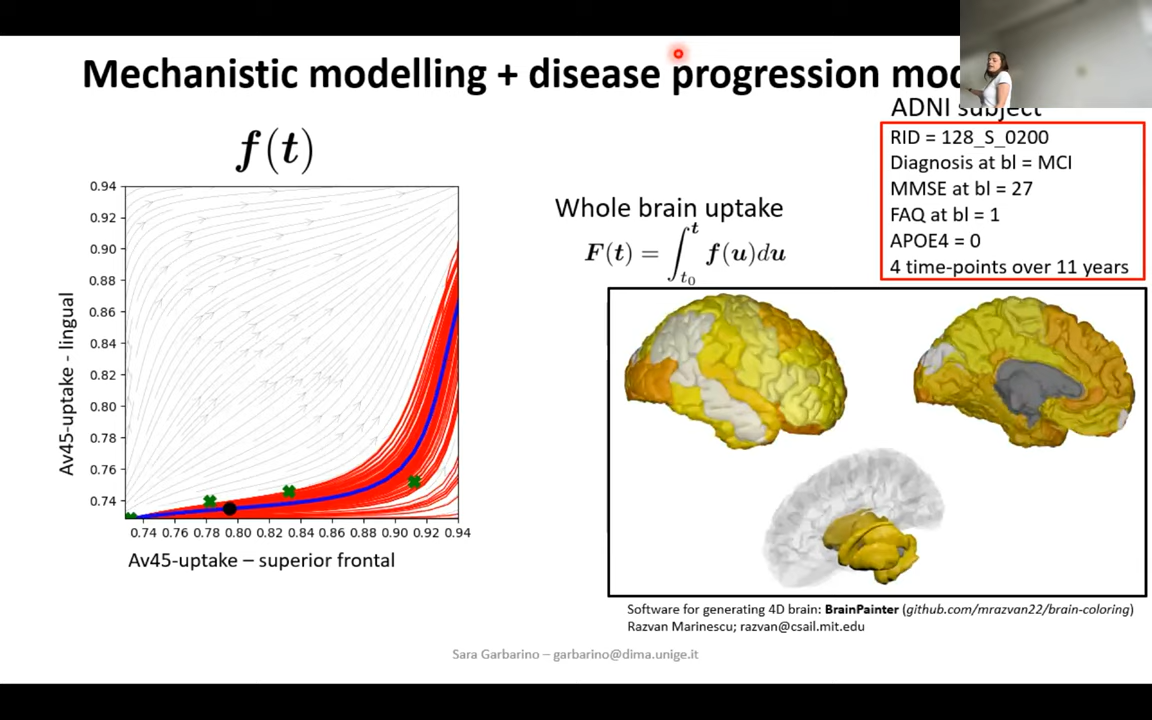 Mechanistic modelling + disease progression
f(t)
0.94
0.92
0.90
0.88
0.86
0.84
0.82
0.80
0.78
0.76
0.74
Av45-uptake - lingual
0.74 0.76 0.78 0.80 0.82 0.84 0.86 0.88 0.90 0.92 0.94
Av45-uptake – superior frontal
Whole brain uptake
F(t) = ∫_{t_0}^{t} f(u)du
ADNI subject
RID = 128_S_0200
Diagnosis at bl = MCI
MMSE at bl = 27
FAQ at bl = 1
APOE4 = 0
4 time-points over 11 years
Software for generating 4D brain: BrainPainter (github.com/mrazvan22/brain-coloring)
Razvan Marinescu; razvan@csail.mit.edu
Sara Garbarino – garbarino@dima.unige.it